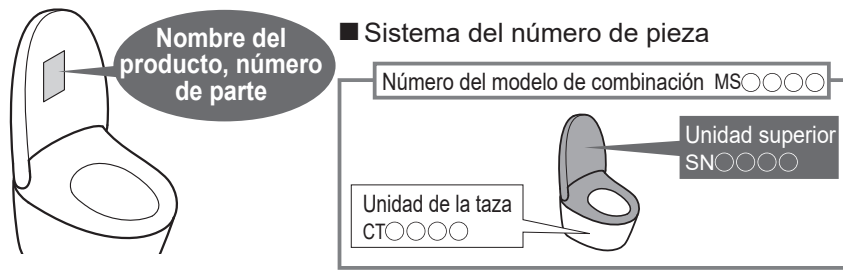 Nombre del
producto, número
de parte
■ Sistema del número de pieza
Número del modelo de combinación MS○○○○
Unidad superior
SN○○○○
Unidad de la taza
CT○○○○